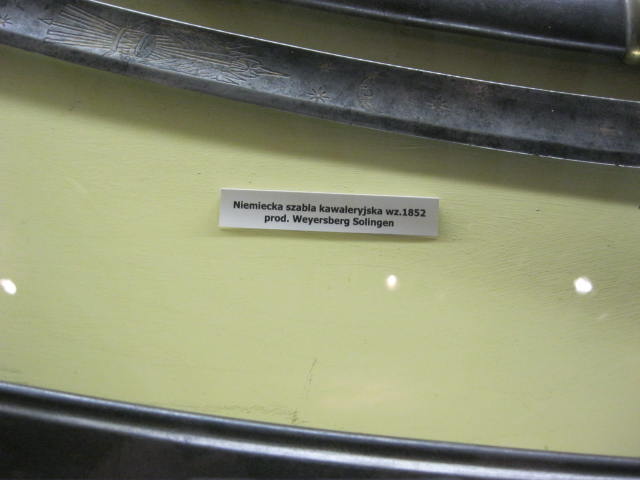 Niemiecka szabla kawaleryjska wz.1852
prod. Weyersberg Solingen